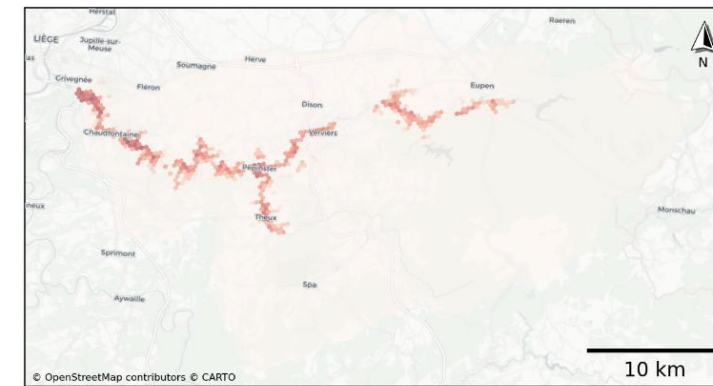 Herstal
Raeren
LIÈGE
Jupille-sur-
Meuse
Herve
Soumagne
N
Grivegnée
Fléron
Eupen
Dison
Chaudfontaine
Verviers
Pepinster
Monschau
Theux
Sprimont
Spa
Aywaille
10 km
© OpenStreetMap contributors © CARTO